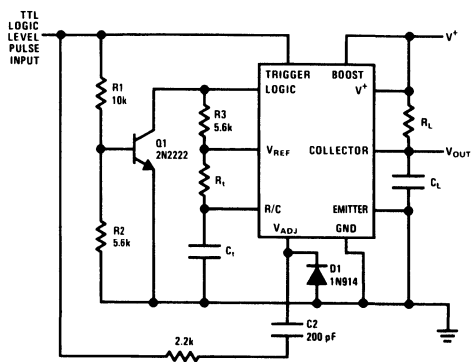 TTL
LOGIC
LEVEL
PULSE
INPUT
V+
TRIGGER
BOOST
R1
10k
LOGIC
V+
R3
5.6k
RL
Q1
2N2222
VREF
COLLECTOR
VOUT
Rt
CL
R2
5.6k
R/C
EMITTER
VADJ
GND
Ct
D1
1N914
C2
200 pF
2.2k